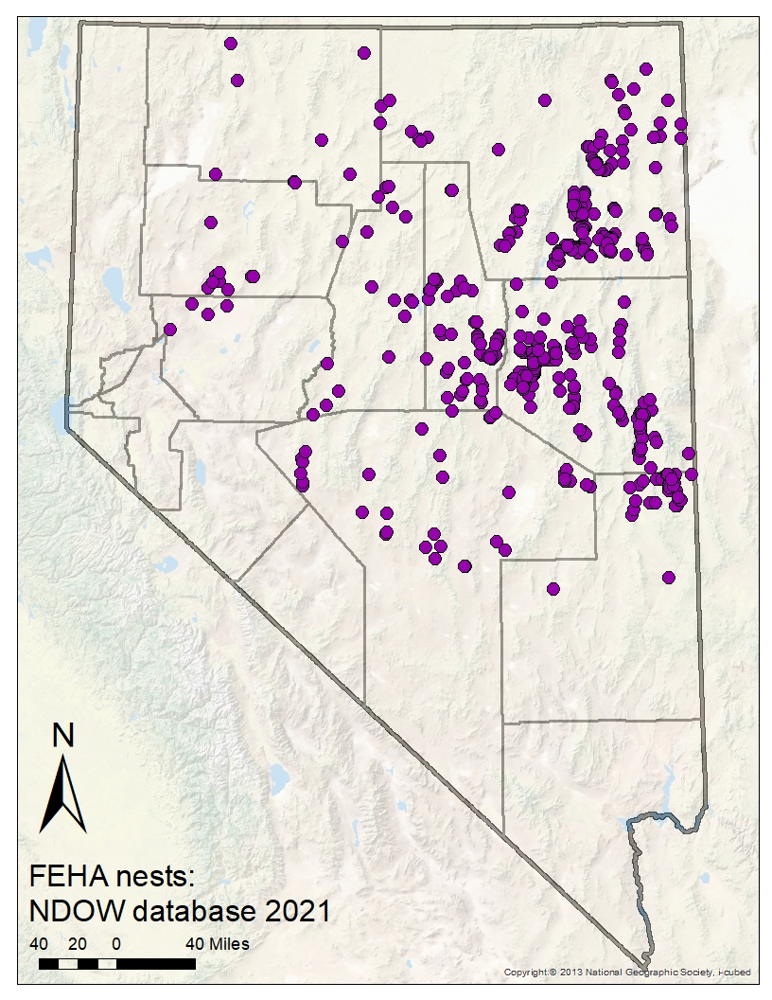 N
FEHA nests:
NDOW database 2021
40 20 0 40 Miles
Copyright:© 2013 National Geographic Society, i-cubed